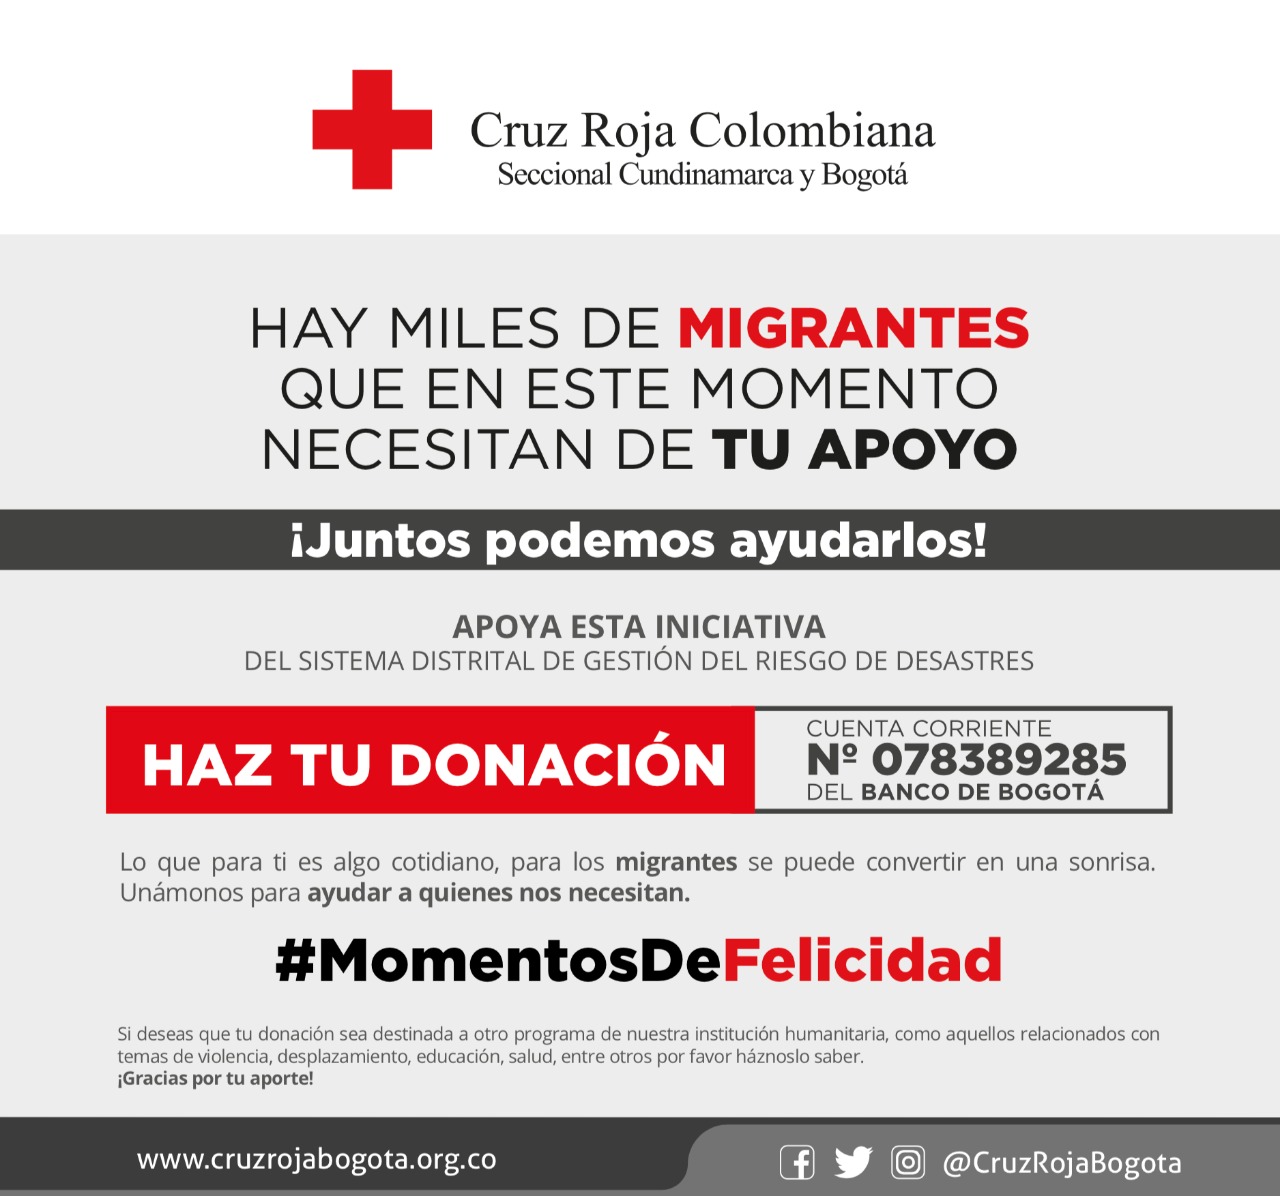 Cruz Roja Colombiana
Seccional Cundinamarca y Bogotá
HAY MILES DE MIGRANTES
QUE EN ESTE MOMENTO
NECESITAN DE TU APOYO
¡Juntos podemos ayudarlos!
APOYA ESTA INICIATIVA
DEL SISTEMA DISTRITAL DE GESTIÓN DEL RIESGO DE DESASTRES
HAZ TU DONACIÓN
CUENTA CORRIENTE
Nº 078389285
DEL BANCO DE BOGOTÁ
Lo que para ti es algo cotidiano, para los migrantes se puede convertir en una sonrisa.
Unámonos para ayudar a quienes nos necesitan.
#MomentosDeFelicidad
Si deseas que tu donación sea destinada a otro programa de nuestra institución humanitaria, como aquellos relacionados con
temas de violencia, desplazamiento, educación, salud, entre otros por favor háznoslo saber.
¡Gracias por tu aporte!
www.cruzrojabogota.org.co
@CruzRojaBogota